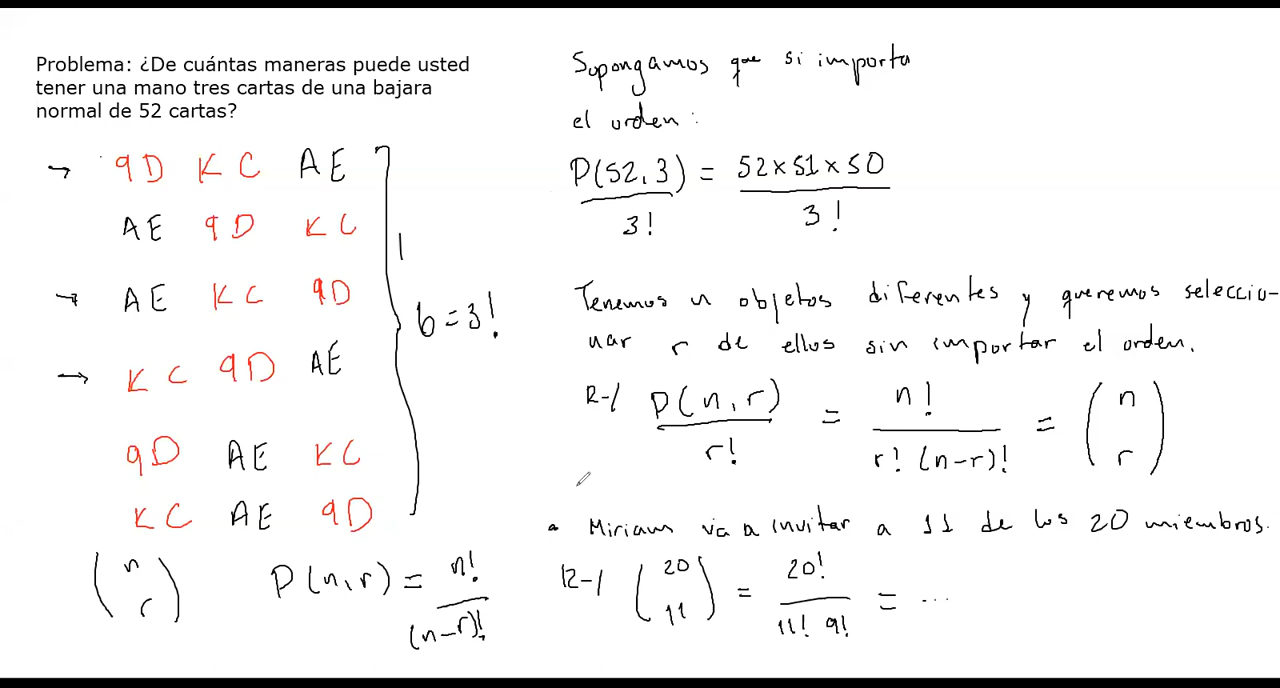 Problema: ¿De cuántas maneras puede usted
tener una mano tres cartas de una bajara
normal de 52 cartas?
→ 9D KC AE
AE 9D KC
→ AE KC 9D
→ KC 9D AE
9D AE KC
KC AE 9D
1
6 = 3!
(n r) P(n,r) = n! / (n-r)!
Supongamos que si importa
el orden:
P(52,3) / 3! = 52×51×50 / 3!
Tenemos n objetos diferentes y queremos seleccio-
nar r de ellos sin importar el orden.
R-/ P(n,r) / r! = n! / r! (n-r)! = (n r)
• Miriam va a invitar a 11 de los 20 miembros.
R-/ (20 11) = 20! / 11! 9! = ...